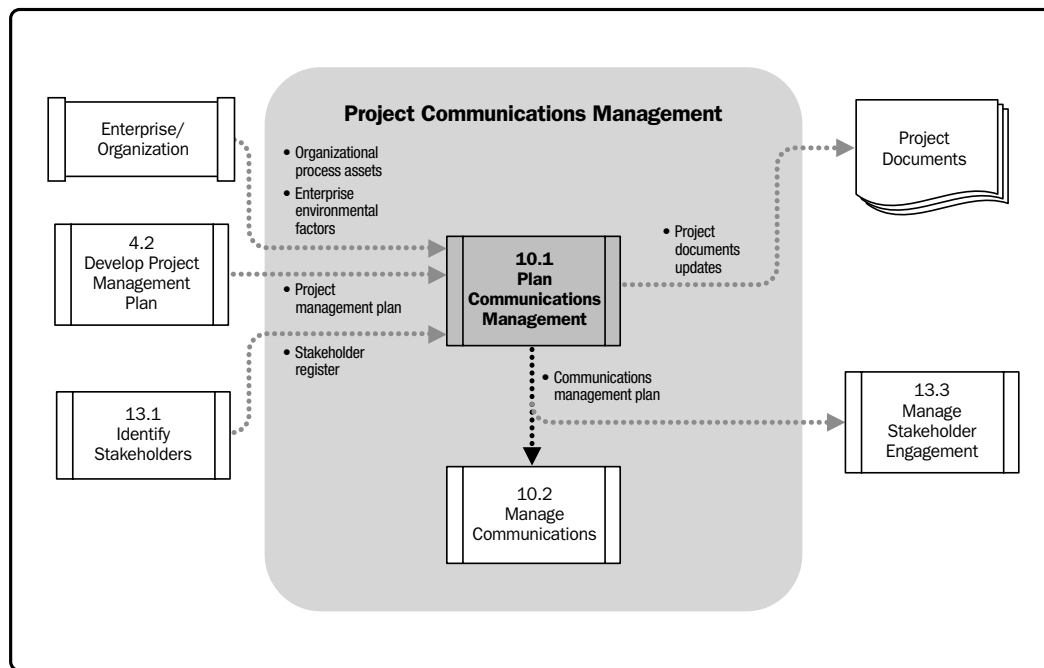 Project Communications Management
Enterprise/
Organization
• Organizational
process assets
• Enterprise
environmental
factors
Project
Documents
4.2
Develop Project
Management
Plan
• Project
management plan
10.1
Plan
Communications
Management
• Project
documents
updates
• Stakeholder
register
13.1
Identify
Stakeholders
• Communications
management plan
13.3
Manage
Stakeholder
Engagement
10.2
Manage
Communications